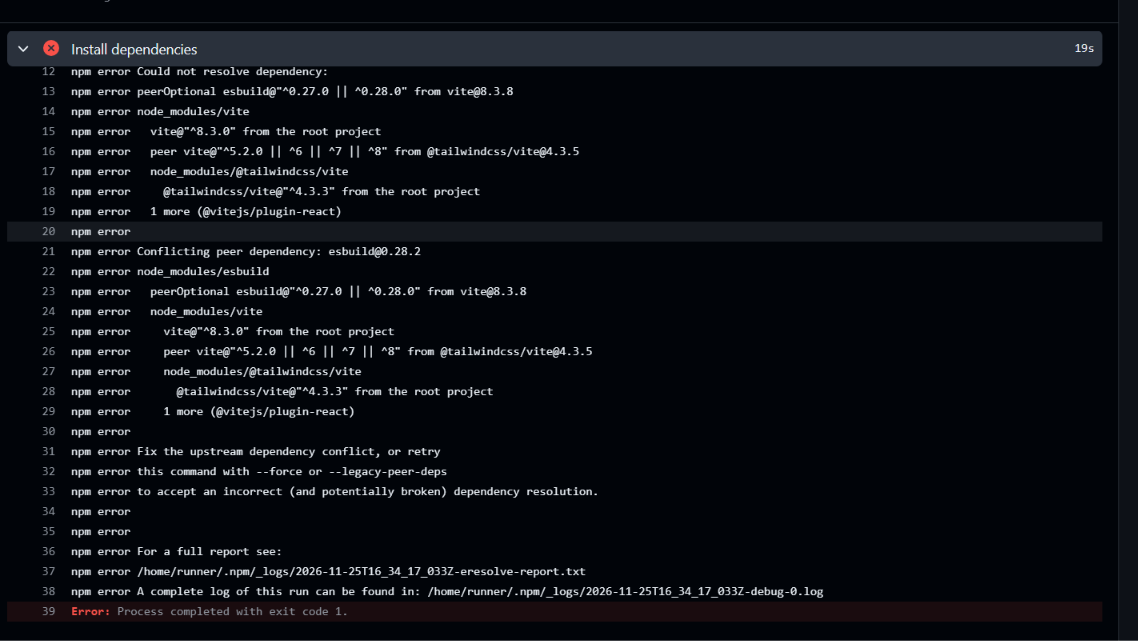 Install dependencies
19s
12 npm error Could not resolve dependency:
13 npm error peerOptional esbuild@"^0.27.0 || ^0.28.0" from vite@8.3.8
14 npm error node_modules/vite
15 npm error   vite@"^8.3.0" from the root project
16 npm error   peer vite@"^5.2.0 || ^6 || ^7 || ^8" from @tailwindcss/vite@4.3.5
17 npm error   node_modules/@tailwindcss/vite
18 npm error     @tailwindcss/vite@"^4.3.3" from the root project
19 npm error   1 more (@vitejs/plugin-react)
20 npm error
21 npm error Conflicting peer dependency: esbuild@0.28.2
22 npm error node_modules/esbuild
23 npm error   peerOptional esbuild@"^0.27.0 || ^0.28.0" from vite@8.3.8
24 npm error   node_modules/vite
25 npm error     vite@"^8.3.0" from the root project
26 npm error     peer vite@"^5.2.0 || ^6 || ^7 || ^8" from @tailwindcss/vite@4.3.5
27 npm error     node_modules/@tailwindcss/vite
28 npm error       @tailwindcss/vite@"^4.3.3" from the root project
29 npm error     1 more (@vitejs/plugin-react)
30 npm error
31 npm error Fix the upstream dependency conflict, or retry
32 npm error this command with --force or --legacy-peer-deps
33 npm error to accept an incorrect (and potentially broken) dependency resolution.
34 npm error
35 npm error
36 npm error For a full report see:
37 npm error /home/runner/.npm/_logs/2026-11-25T16_34_17_033Z-eresolve-report.txt
38 npm error A complete log of this run can be found in: /home/runner/.npm/_logs/2026-11-25T16_34_17_033Z-debug-0.log
39 Error: Process completed with exit code 1.